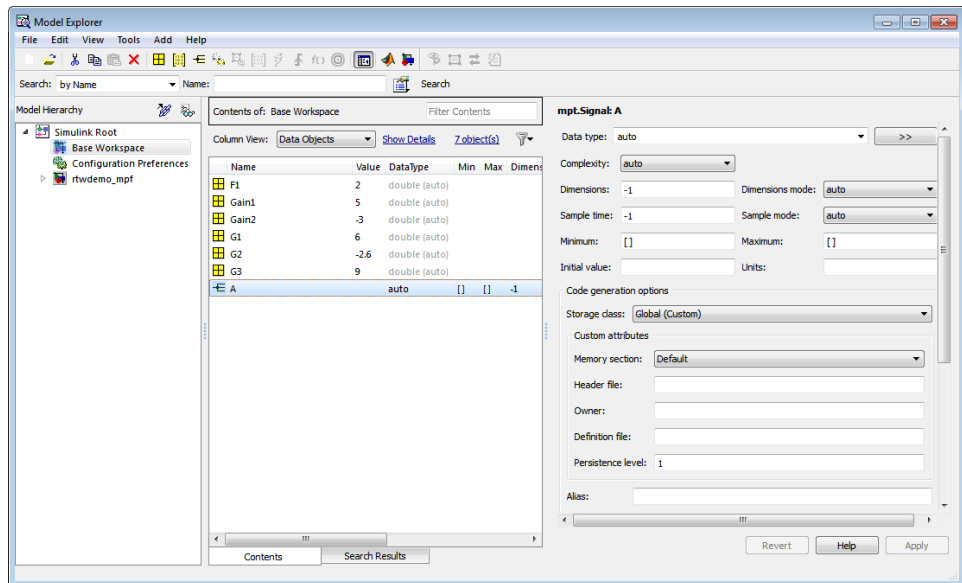 Model Explorer
File Edit View Tools Add Help
Search: by Name Name: Search
Model Hierarchy
Simulink Root
Base Workspace
Configuration Preferences
rtwdemo_mpf
Contents of: Base Workspace Filter Contents
Column View: Data Objects Show Details 7 object(s)
Name Value DataType Min Max Dimens
F1 2 double (auto)
Gain1 5 double (auto)
Gain2 -3 double (auto)
G1 6 double (auto)
G2 -2.6 double (auto)
G3 9 double (auto)
A auto [] [] -1
Contents Search Results
mpt.Signal: A
Data type: auto >>
Complexity: auto
Dimensions: -1 Dimensions mode: auto
Sample time: -1 Sample mode: auto
Minimum: [] Maximum: []
Initial value: Units:
Code generation options
Storage class: Global (Custom)
Custom attributes
Memory section: Default
Header file:
Owner:
Definition file:
Persistence level: 1
Alias:
Revert Help Apply